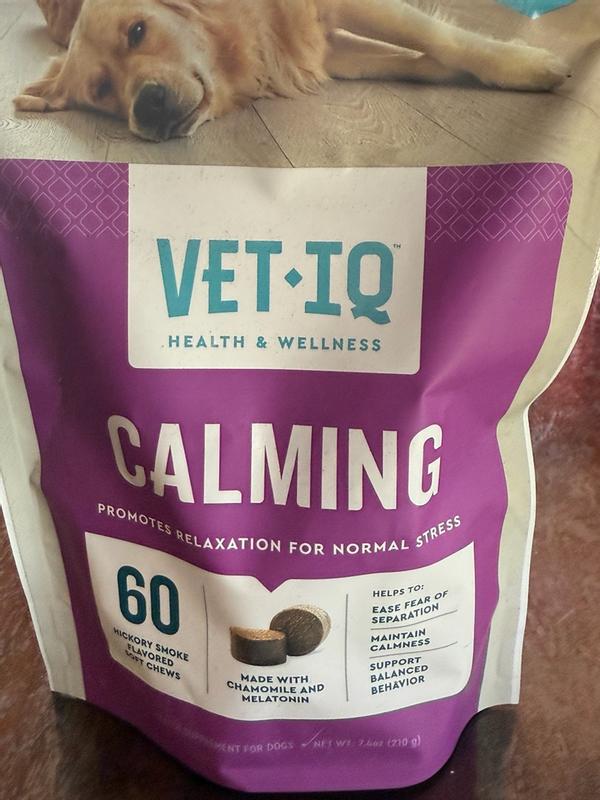 VET•IQ™
HEALTH & WELLNESS
CALMING
PROMOTES RELAXATION FOR NORMAL STRESS
60
HICKORY SMOKE
FLAVORED
SOFT CHEWS
MADE WITH
CHAMOMILE AND
MELATONIN
HELPS TO:
EASE FEAR OF
SEPARATION
MAINTAIN
CALMNESS
SUPPORT
BALANCED
BEHAVIOR
SUPPLEMENT FOR DOGS NET WT. 7.4oz (210 g)